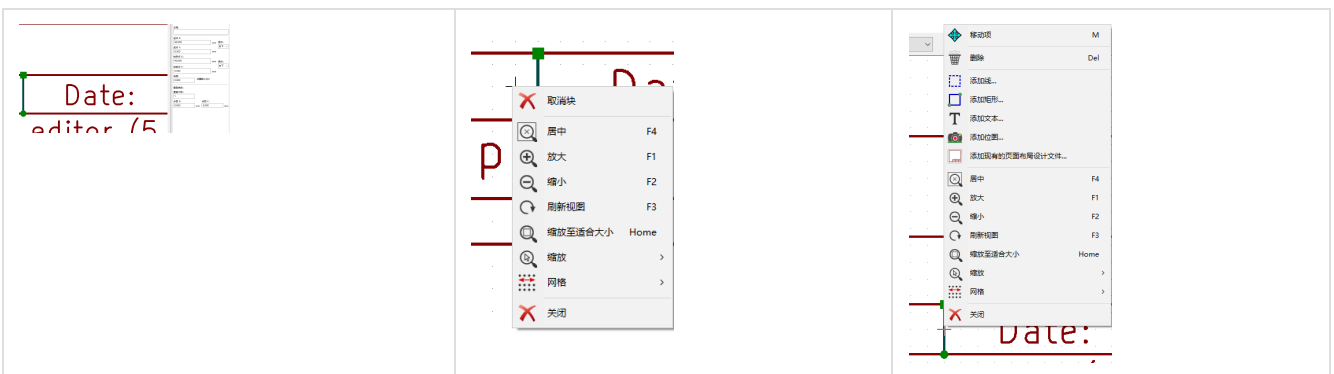 Date:
editor (5
Da
P
取消块
居中 F4
放大 F1
缩小 F2
刷新视图 F3
缩放至适合大小 Home
缩放
网格
关闭
移动项 M
删除 Del
添加线...
添加矩形...
添加文本...
添加位图...
添加现有的页面布局设计文件...
居中 F4
放大 F1
缩小 F2
刷新视图 F3
缩放至适合大小 Home
缩放
网格
关闭
Date: